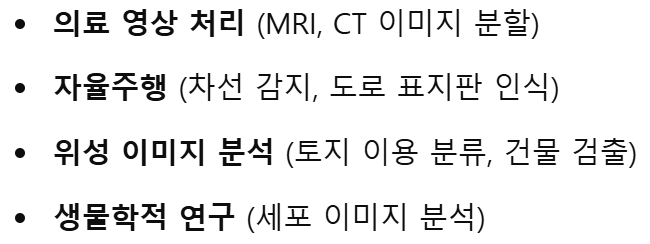 • 의료 영상 처리 (MRI, CT 이미지 분할)
• 자율주행 (차선 감지, 도로 표지판 인식)
• 위성 이미지 분석 (토지 이용 분류, 건물 검출)
• 생물학적 연구 (세포 이미지 분석)